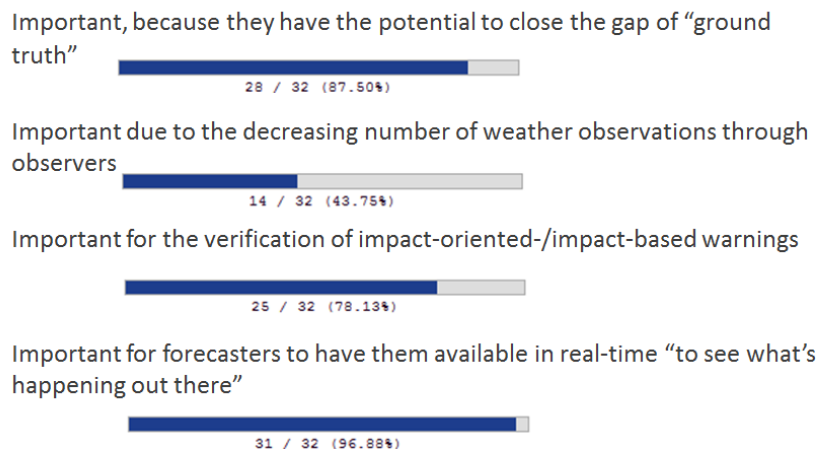 Important, because they have the potential to close the gap of “ground
truth”
28 / 32 (87.50%)
Important due to the decreasing number of weather observations through
observers
14 / 32 (43.75%)
Important for the verification of impact-oriented-/impact-based warnings
25 / 32 (78.13%)
Important for forecasters to have them available in real-time “to see what’s
happening out there”
31 / 32 (96.88%)